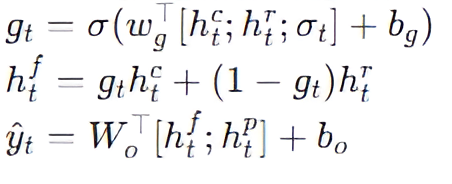 g_t = σ(w_g^⊤[h_t^c; h_t^r; σ_t] + b_g)
h_t^f = g_t h_t^c + (1 − g_t)h_t^r
ŷ_t = W_o^⊤[h_t^f; h_t^p] + b_o